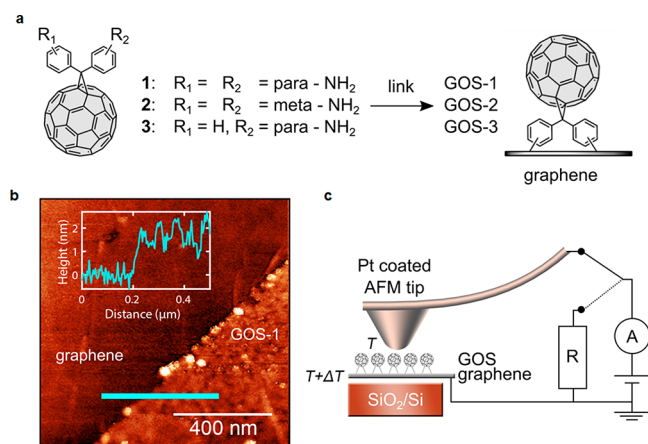 a
R1 R2
1: R1 = R2 = para - NH2
2: R1 = R2 = meta - NH2
3: R1 = H, R2 = para - NH2
link
GOS-1
GOS-2
GOS-3
graphene
b
Height (nm)
2
1
0
0 0.2 0.4
Distance (µm)
GOS-1
graphene
400 nm
c
Pt coated
AFM tip
T
T+ΔT
GOS
graphene
SiO2/Si
R
A